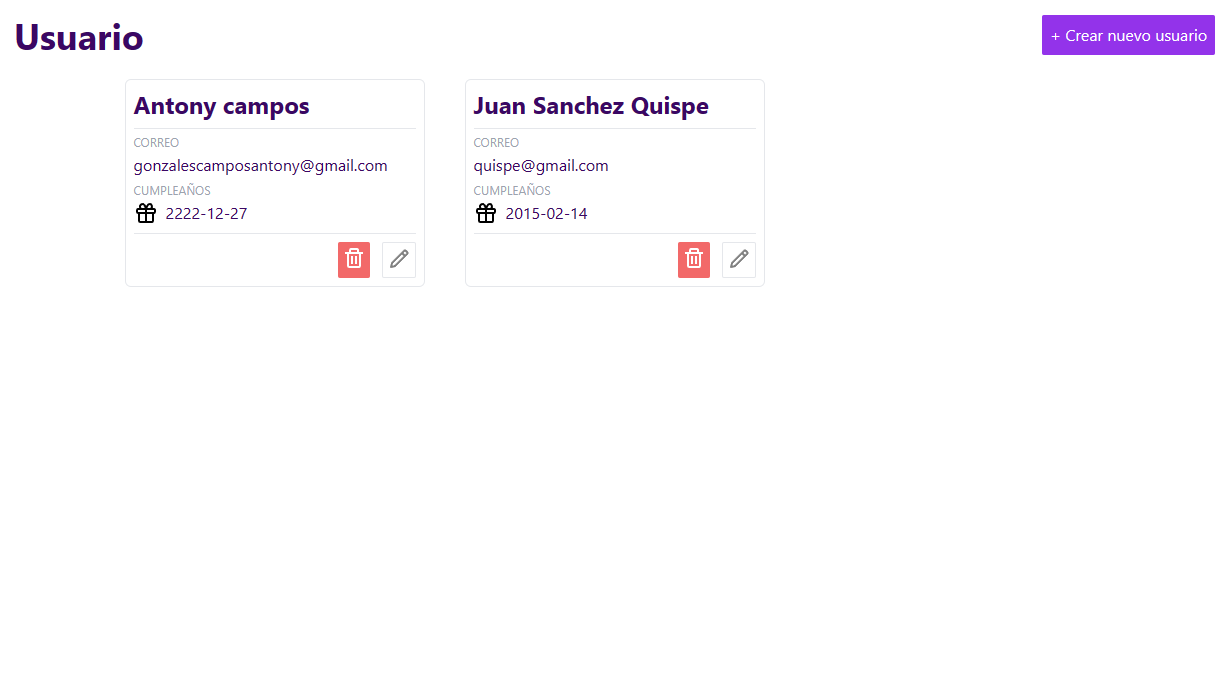 Usuario
+ Crear nuevo usuario
Antony campos
CORREO
gonzalescamposantony@gmail.com
CUMPLEAÑOS
2222-12-27
Juan Sanchez Quispe
CORREO
quispe@gmail.com
CUMPLEAÑOS
2015-02-14